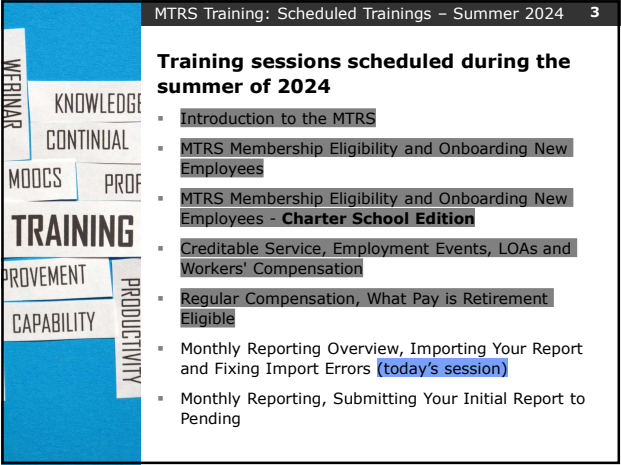 MTRS Training: Scheduled Trainings – Summer 2024 3
WEBINAR
KNOWLEDGE
CONTINUAL
MOOCS
PROF
TRAINING
PROVEMENT
CAPABILITY
PRODUCTIVITY
Training sessions scheduled during the
summer of 2024
▪ Introduction to the MTRS
▪ MTRS Membership Eligibility and Onboarding New
Employees
▪ MTRS Membership Eligibility and Onboarding New
Employees - Charter School Edition
▪ Creditable Service, Employment Events, LOAs and
Workers' Compensation
▪ Regular Compensation, What Pay is Retirement
Eligible
▪ Monthly Reporting Overview, Importing Your Report
and Fixing Import Errors (today’s session)
▪ Monthly Reporting, Submitting Your Initial Report to
Pending